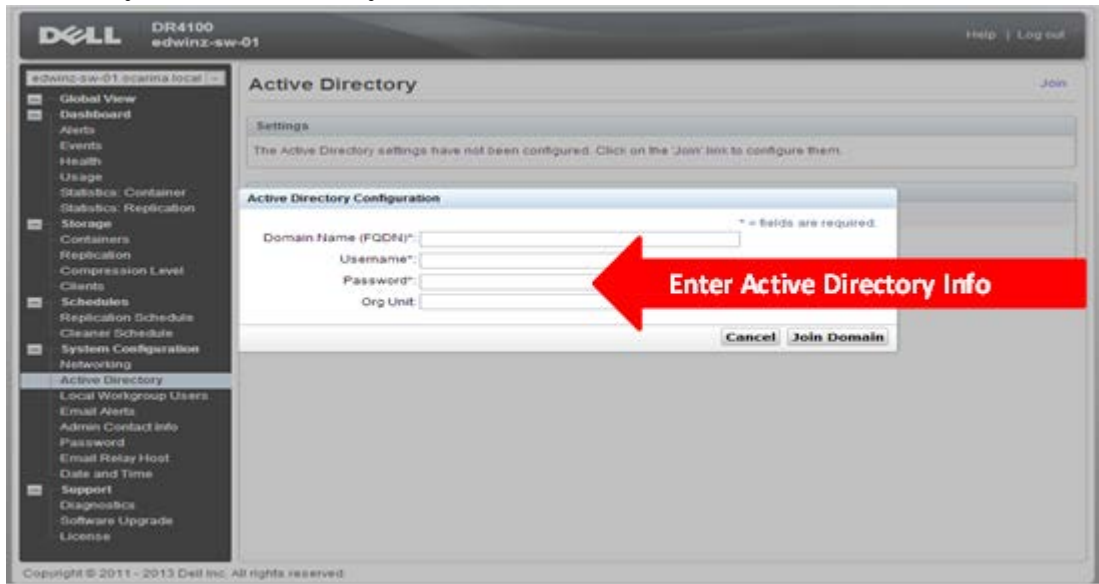 DELL
DR4100
edwinz-sw-01
Help | Log out
edwinz-sw-01.ocarina.local
Global View
Dashboard
Alerts
Events
Health
Usage
Statistics: Container
Statistics: Replication
Storage
Containers
Replication
Compression Level
Clients
Schedules
Replication Schedule
Cleaner Schedule
System Configuration
Networking
Active Directory
Local Workgroup Users
Email Alerts
Admin Contact Info
Password
Email Relay Host
Date and Time
Support
Diagnostics
Software Upgrade
License
Active Directory
Join
Settings
The Active Directory settings have not been configured. Click on the 'Join' link to configure them.
Active Directory Configuration
* = fields are required.
Domain Name (FQDN)*:
Username*:
Password*:
Org Unit:
Enter Active Directory Info
Cancel Join Domain
Copyright © 2011 - 2013 Dell Inc. All rights reserved.